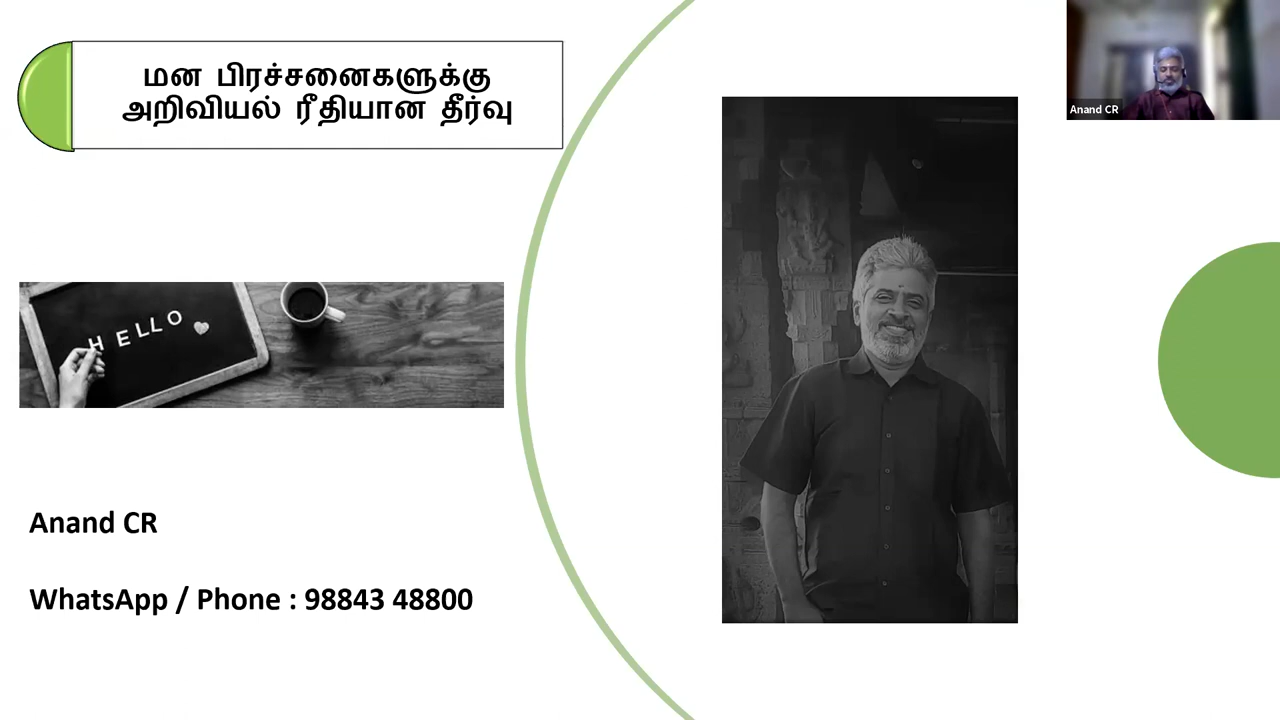 மன பிரச்சனைகளுக்கு
அறிவியல் ரீதியான தீர்வு
HELLO
Anand CR
WhatsApp / Phone : 98843 48800
Anand CR